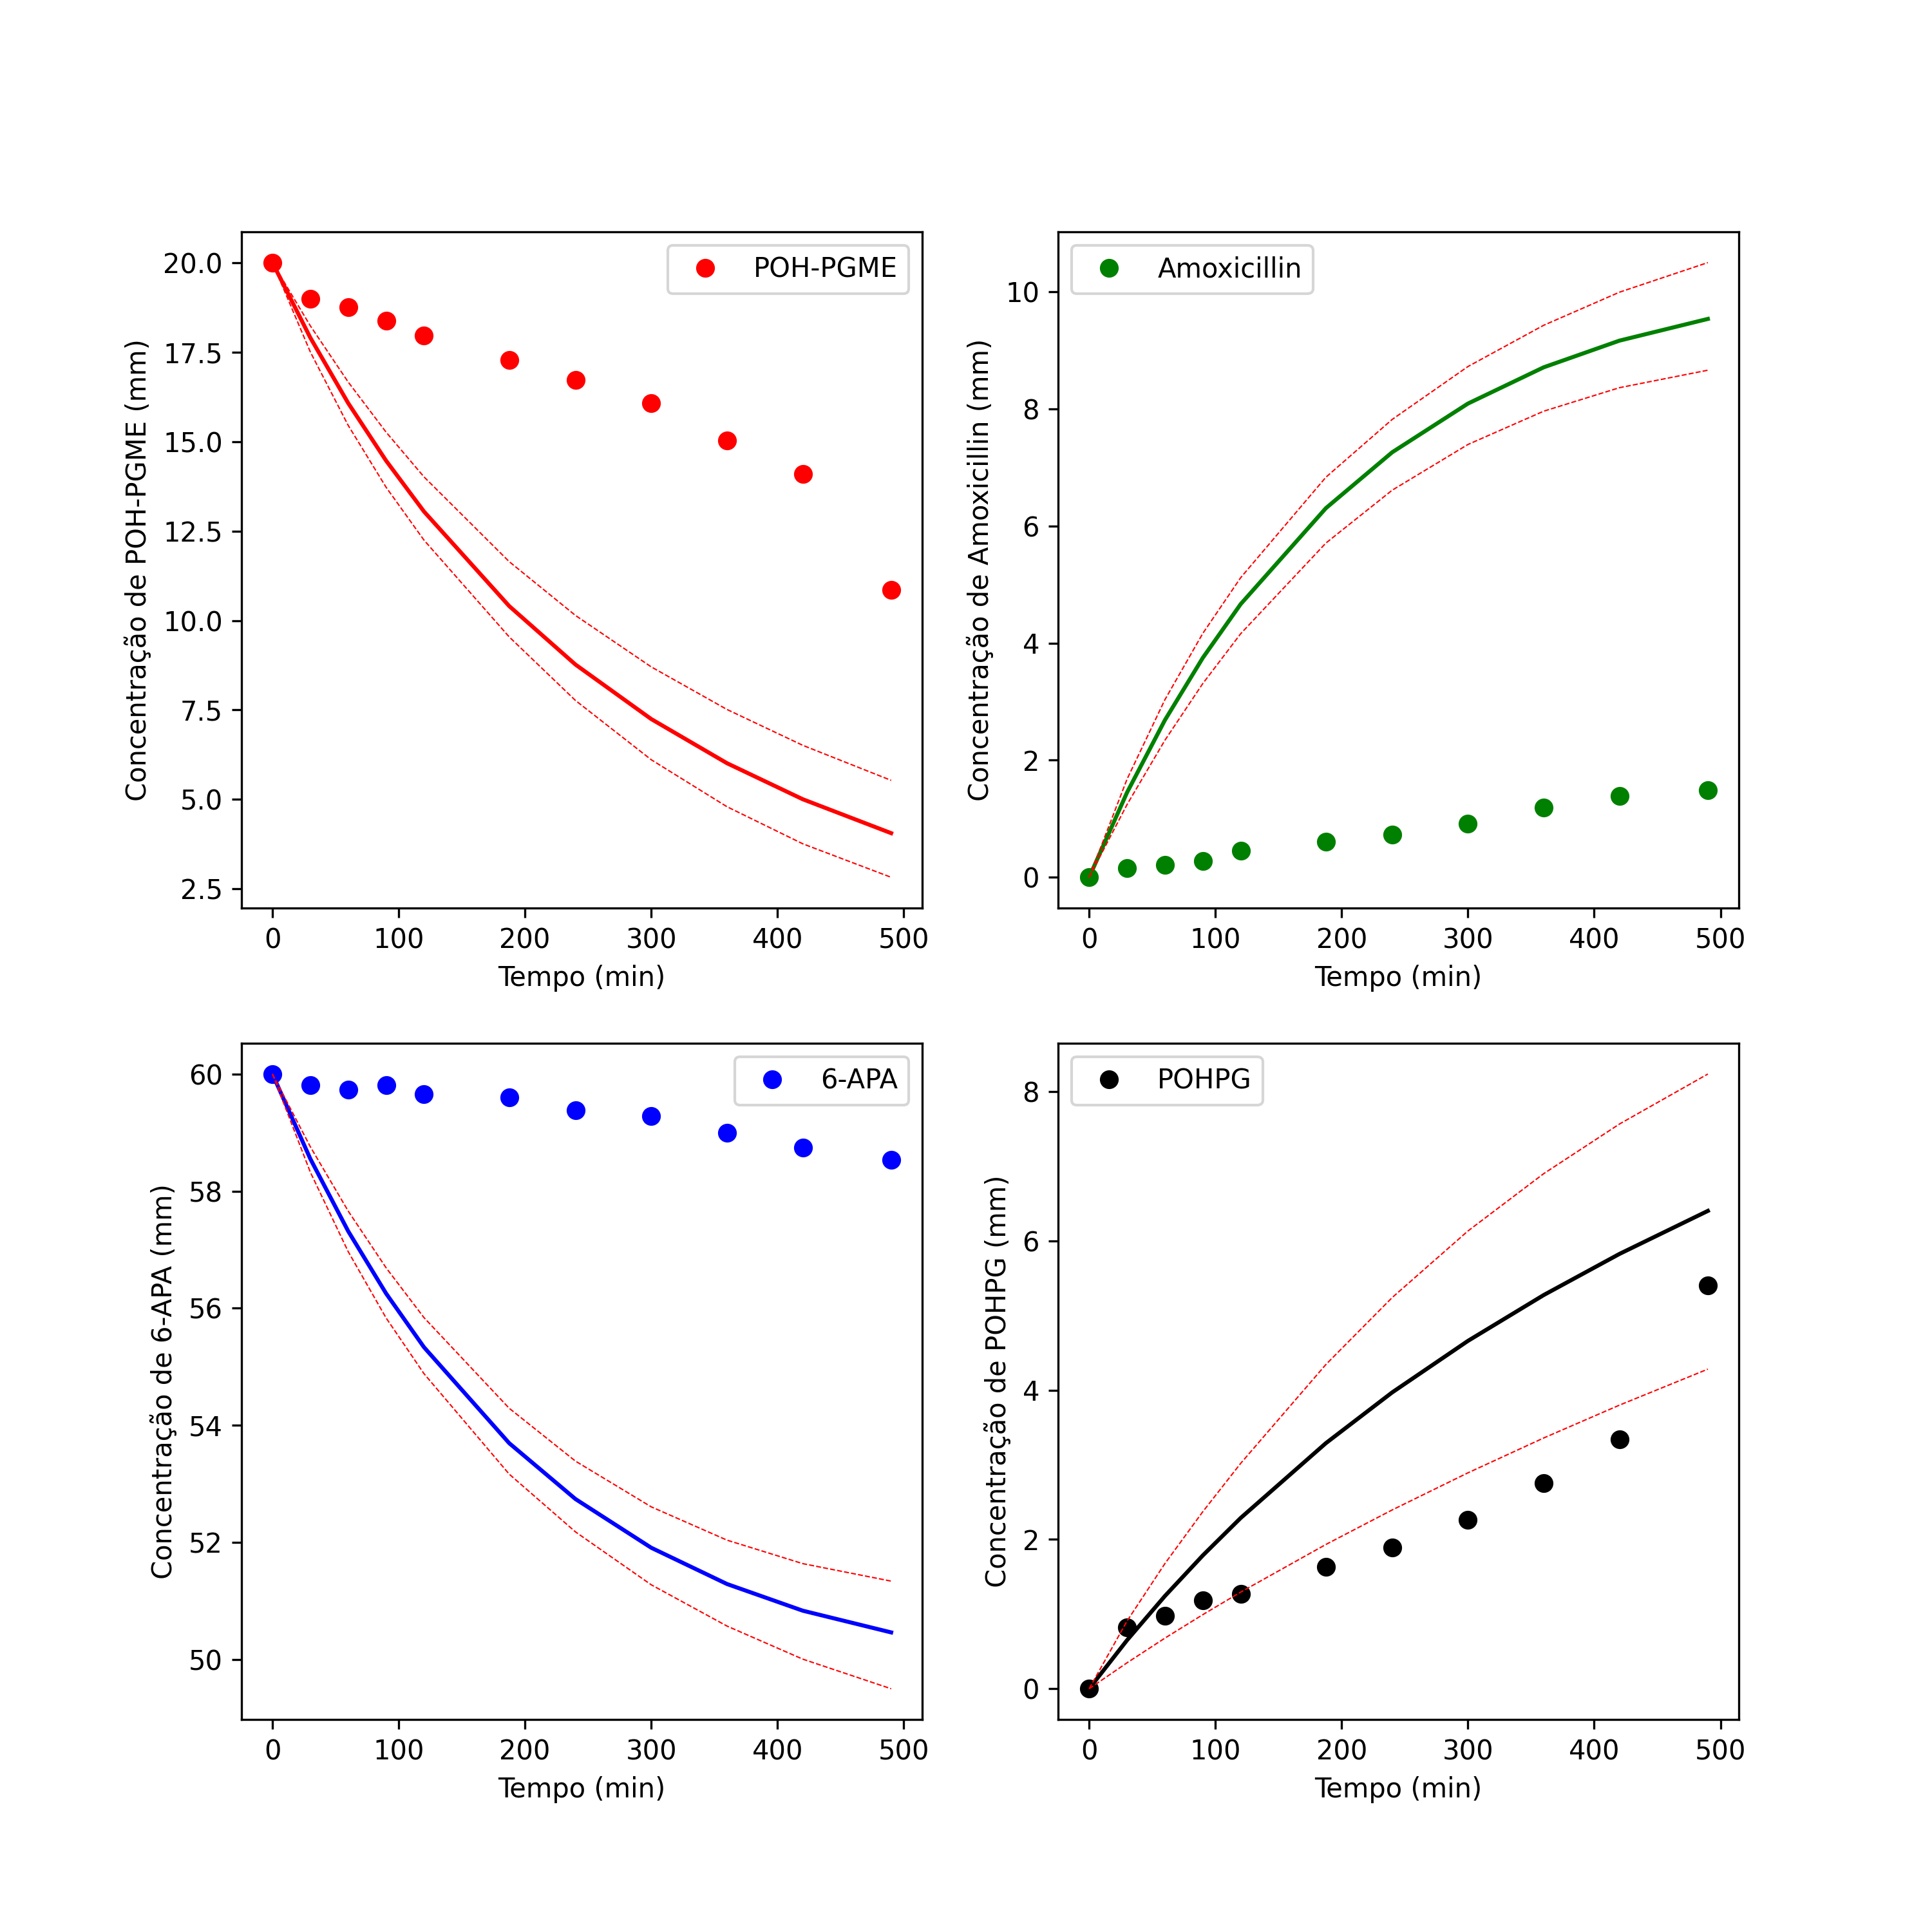 POH-PGME
Concentração de POH-PGME (mm)
20.0
17.5
15.0
12.5
10.0
7.5
5.0
2.5
0 100 200 300 400 500
Tempo (min)
Amoxicillin
Concentração de Amoxicillin (mm)
10
8
6
4
2
0
0 100 200 300 400 500
Tempo (min)
6-APA
Concentração de 6-APA (mm)
60
58
56
54
52
50
0 100 200 300 400 500
Tempo (min)
POHPG
Concentração de POHPG (mm)
8
6
4
2
0
0 100 200 300 400 500
Tempo (min)